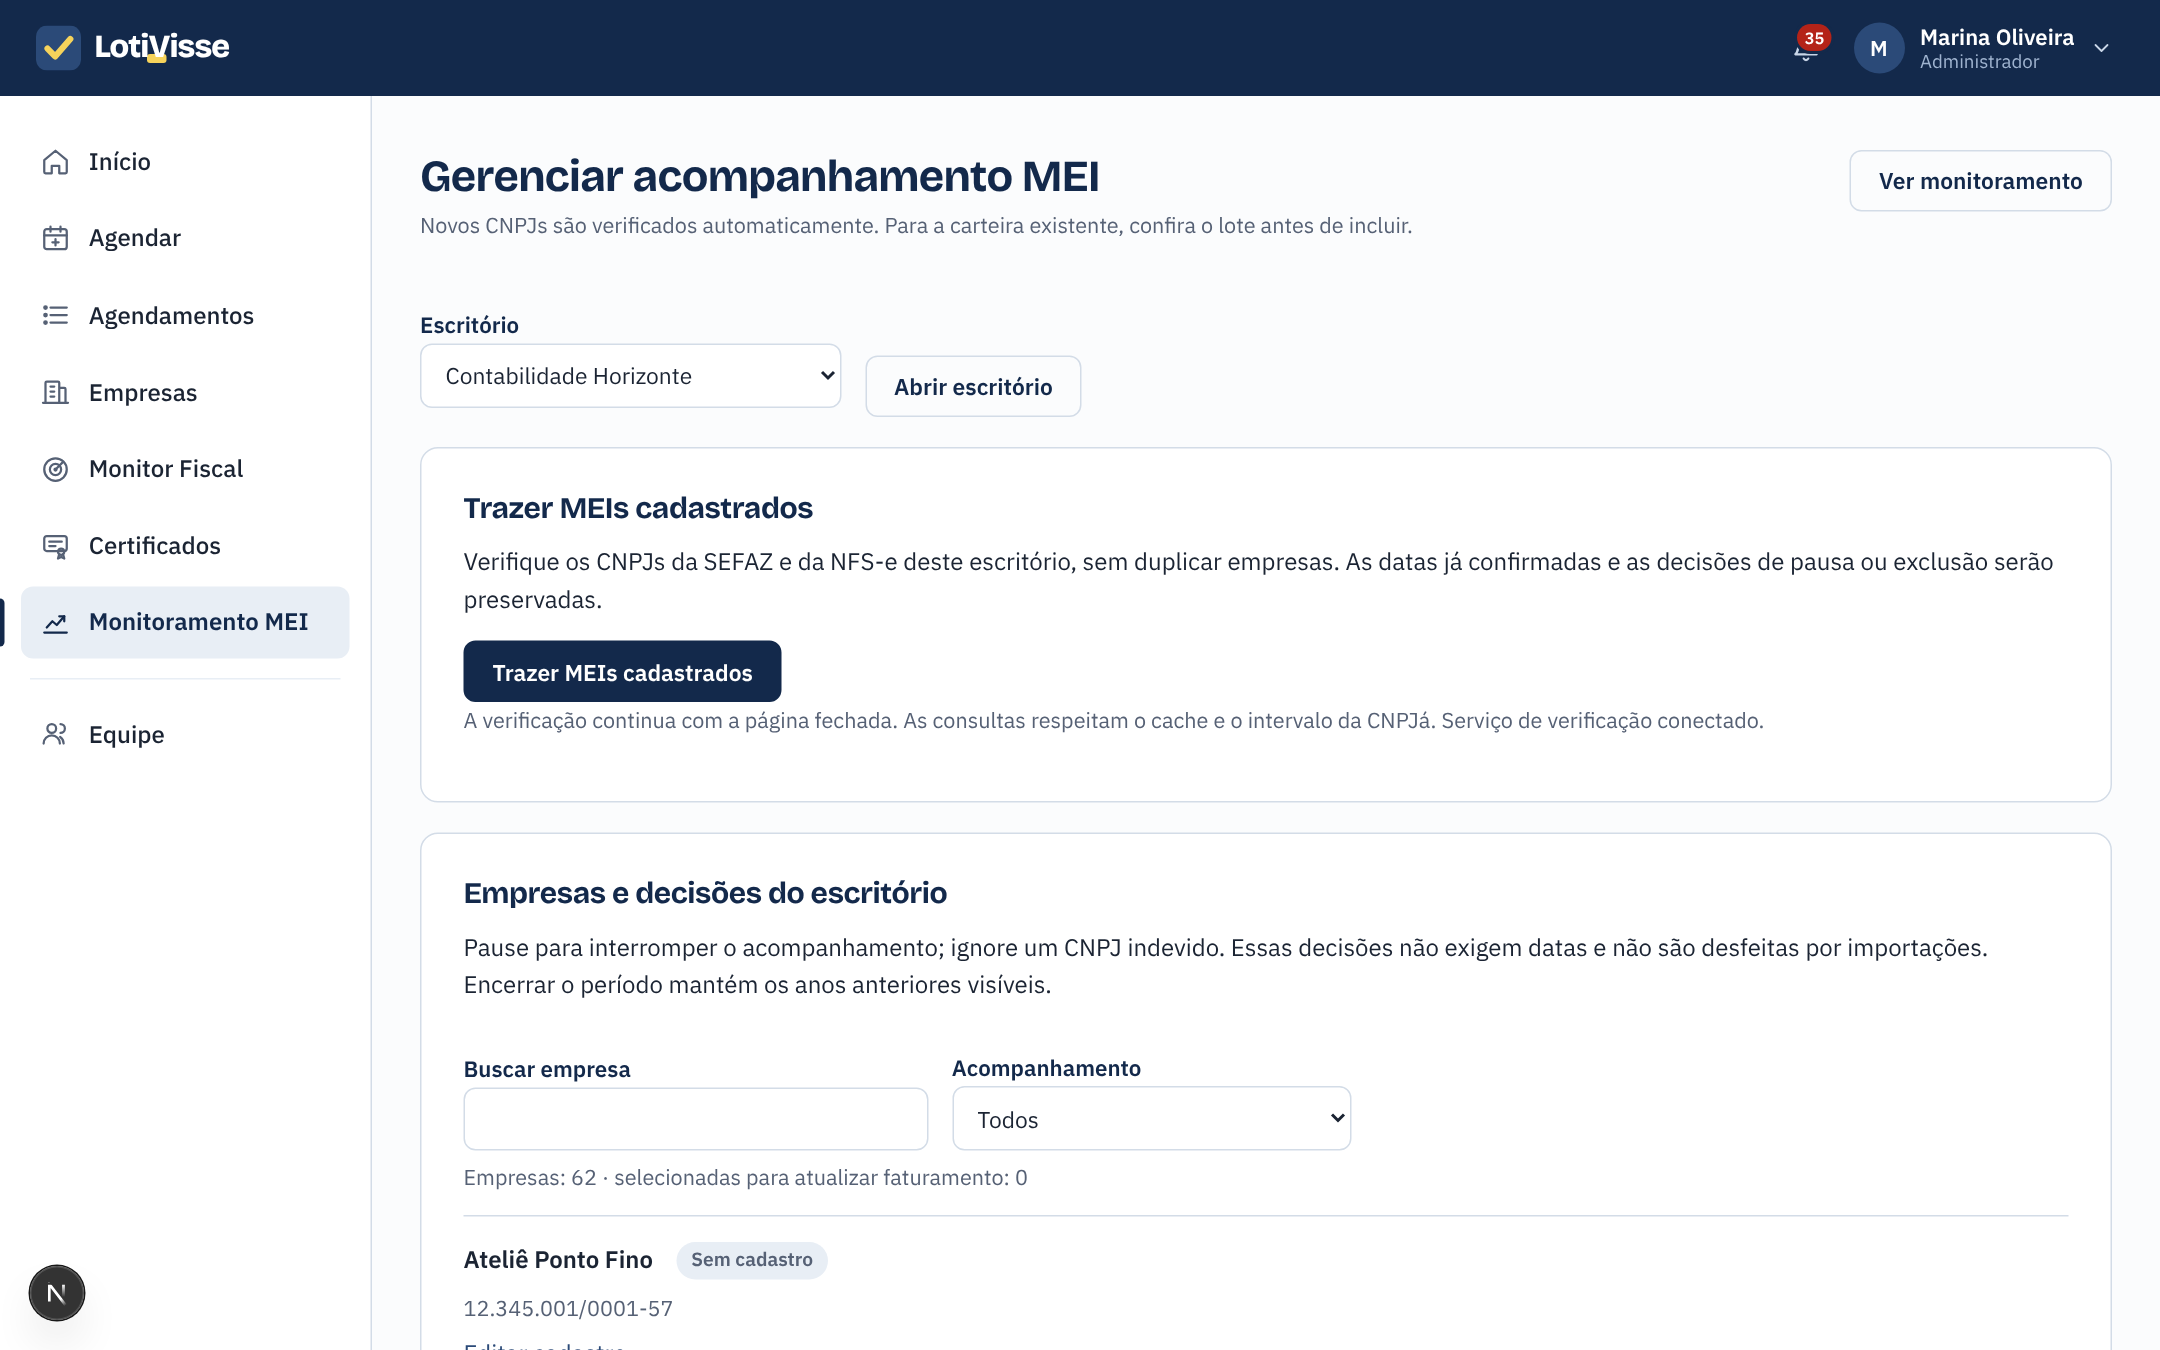 LotiVisse
35
M
Marina Oliveira
Administrador
Início
Agendar
Agendamentos
Empresas
Monitor Fiscal
Certificados
Monitoramento MEI
Equipe
N
Gerenciar acompanhamento MEI
Ver monitoramento
Novos CNPJs são verificados automaticamente. Para a carteira existente, confira o lote antes de incluir.
Escritório
Contabilidade Horizonte
Abrir escritório
Trazer MEIs cadastrados
Verifique os CNPJs da SEFAZ e da NFS-e deste escritório, sem duplicar empresas. As datas já confirmadas e as decisões de pausa ou exclusão serão
preservadas.
Trazer MEIs cadastrados
A verificação continua com a página fechada. As consultas respeitam o cache e o intervalo da CNPJá. Serviço de verificação conectado.
Empresas e decisões do escritório
Pause para interromper o acompanhamento; ignore um CNPJ indevido. Essas decisões não exigem datas e não são desfeitas por importações.
Encerrar o período mantém os anos anteriores visíveis.
Buscar empresa
Acompanhamento
Todos
Empresas: 62 · selecionadas para atualizar faturamento: 0
Ateliê Ponto Fino
Sem cadastro
12.345.001/0001-57
Editar cadastro